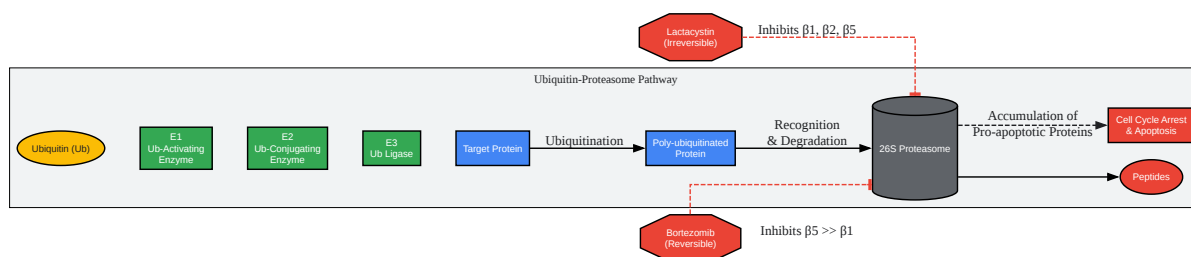 Lactacystin
(Irreversible)
Inhibits β1, β2, β5
Ubiquitin-Proteasome Pathway
Ubiquitin (Ub)
E1
Ub-Activating
Enzyme
E2
Ub-Conjugating
Enzyme
E3
Ub Ligase
Target Protein
Ubiquitination
Poly-ubiquitinated
Protein
Recognition
& Degradation
26S Proteasome
Accumulation of
Pro-apoptotic Proteins
Cell Cycle Arrest
& Apoptosis
Peptides
Bortezomib
(Reversible)
Inhibits β5 >> β1